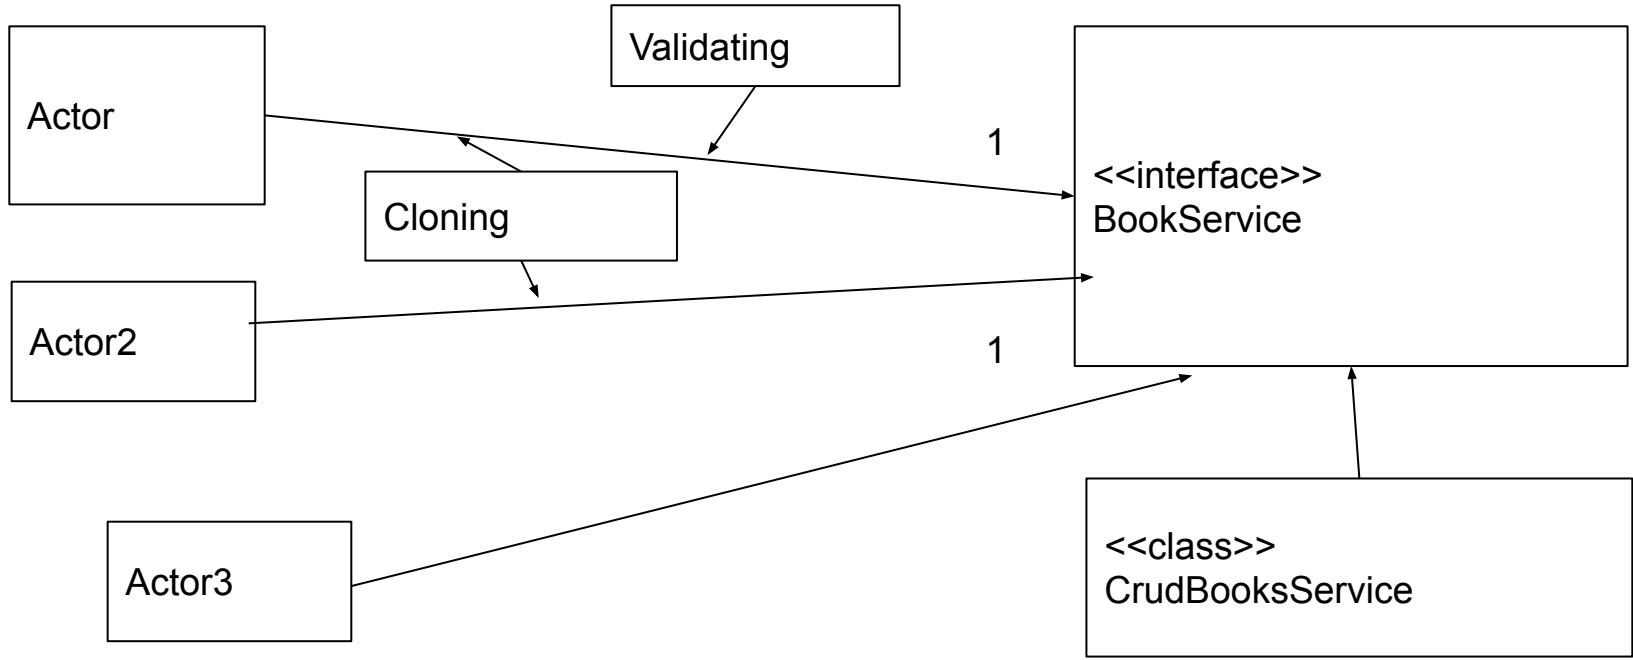 Validating
Actor
1
<<interface>>
BookService
Cloning
Actor2
1
<<class>>
CrudBooksService
Actor3